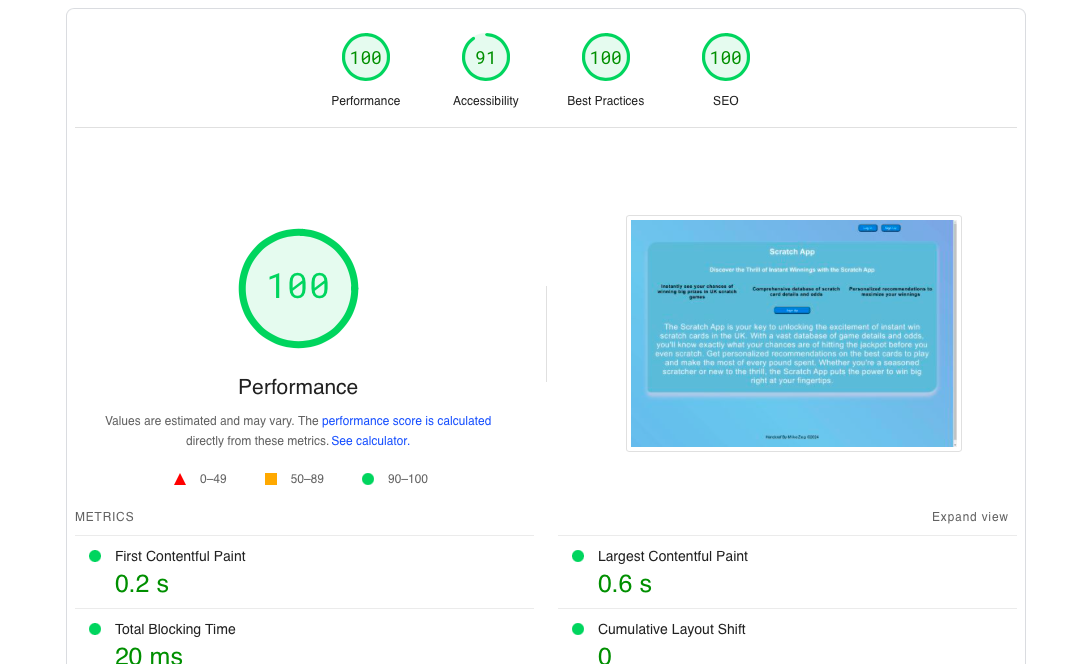 100
91
100
100
Performance
Accessibility
Best Practices
SEO
100
Performance
Values are estimated and may vary. The performance score is calculated
directly from these metrics. See calculator.
0–49
50–89
90–100
Scratch App
Discover the Thrill of Instant Winnings with the Scratch App
Instantly see your chances of
winning big prizes in UK scratch
games
Comprehensive database of scratch
card details and odds
Personalized recommendations to
maximize your winnings
The Scratch App is your key to unlocking the excitement of instant win
scratch cards in the UK. With a vast database of game details and odds,
you'll know exactly what your chances are of hitting the jackpot before you
even scratch. Get personalized recommendations on the best cards to play
and make the most of every pound spent. Whether you're a seasoned
scratcher or new to the thrill, the Scratch App puts the power to win big
right at your fingertips.
METRICS
Expand view
First Contentful Paint
0.2 s
Largest Contentful Paint
0.6 s
Total Blocking Time
20 ms
Cumulative Layout Shift
0